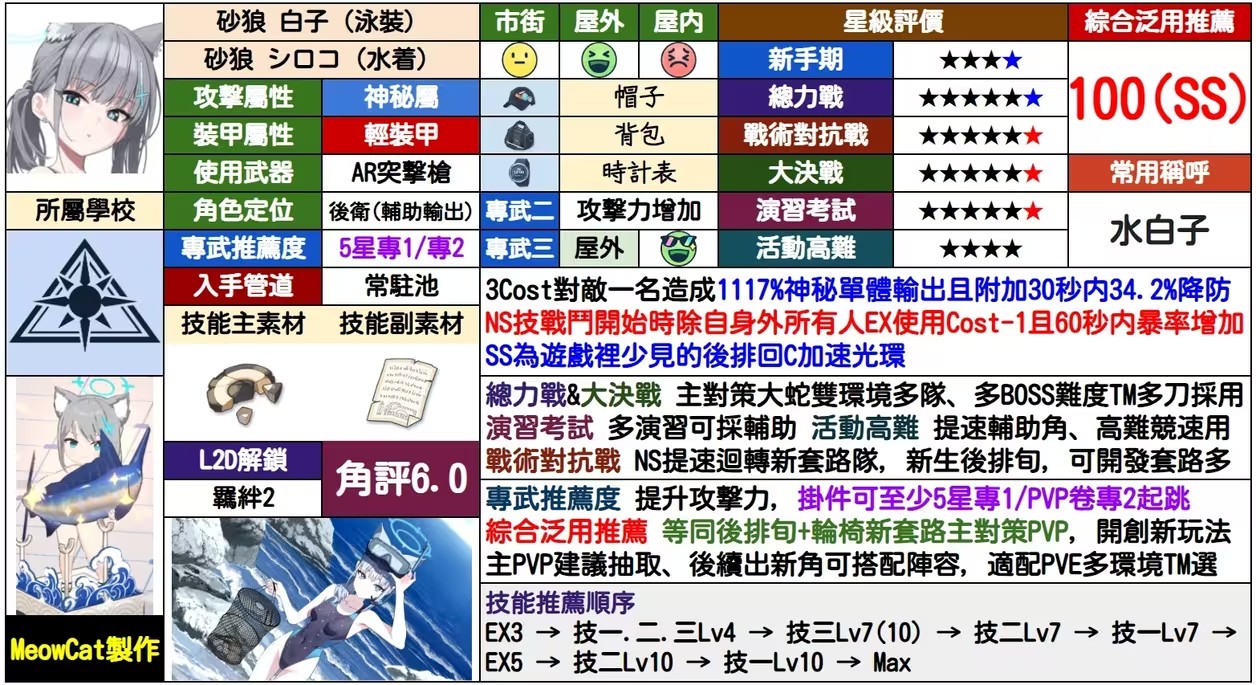 砂狼 白子（泳裝）
砂狼 シロコ（水着）
攻擊屬性 神秘屬
裝甲屬性 輕裝甲
使用武器 AR突擊槍
角色定位 後衛(輔助輸出)
專武推薦度 5星專1/專2
入手管道 常駐池
技能主素材 技能副素材
L2D解鎖
羈絆2
角評6.0
所屬學校
MeowCat製作
市街 屋外 屋内
帽子
背包
時計表
專武二 攻擊力增加
專武三 屋外
星級評價
新手期 ★★★★
總力戰 ★★★★★★
戰術對抗戰 ★★★★★★
大決戰 ★★★★★★
演習考試 ★★★★★★
活動高難 ★★★★
綜合泛用推薦
100(SS)
常用稱呼
水白子
3Cost對敵一名造成1117%神秘單體輸出且附加30秒内34.2%降防
NS技戰鬥開始時除自身外所有人EX使用Cost-1且60秒内暴率增加
SS為遊戲裡少見的後排回C加速光環
總力戰&大決戰 主對策大蛇雙環境多隊、多BOSS難度TM多刀採用
演習考試 多演習可採輔助 活動高難 提速輔助角、高難競速用
戰術對抗戰 NS提速迴轉新套路隊, 新生後排旬, 可開發套路多
專武推薦度 提升攻擊力, 掛件可至少5星專1/PVP卷專2起跳
綜合泛用推薦 等同後排旬+輪椅新套路主對策PVP, 開創新玩法
主PVP建議抽取、後續出新角可搭配陣容, 適配PVE多環境TM選
技能推薦順序
EX3 → 技一.二.三Lv4 → 技三Lv7(10) → 技二Lv7 → 技一Lv7 →
EX5 → 技二Lv10 → 技一Lv10 → Max